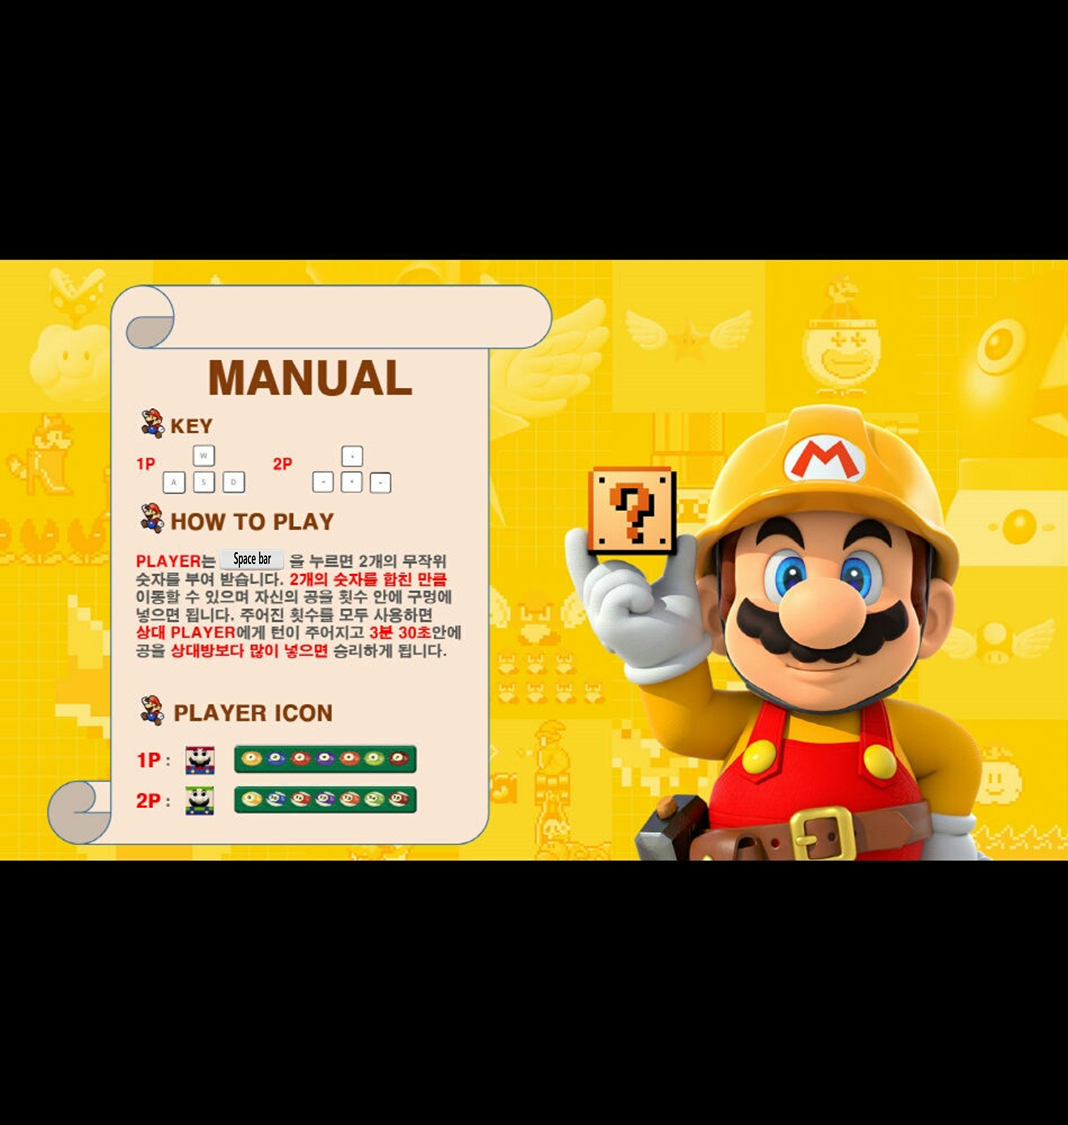 MANUAL
KEY
1P W 2P
A S D
HOW TO PLAY
PLAYER는 Space bar 을 누르면 2개의 무작위
숫자를 부여 받습니다. 2개의 숫자를 합친 만큼
이동할 수 있으며 자신의 공을 횟수 안에 구멍에
넣으면 됩니다. 주어진 횟수를 모두 사용하면
상대 PLAYER에게 턴이 주어지고 3분 30초안에
공을 상대방보다 많이 넣으면 승리하게 됩니다.
PLAYER ICON
1P :
2P :
M
?